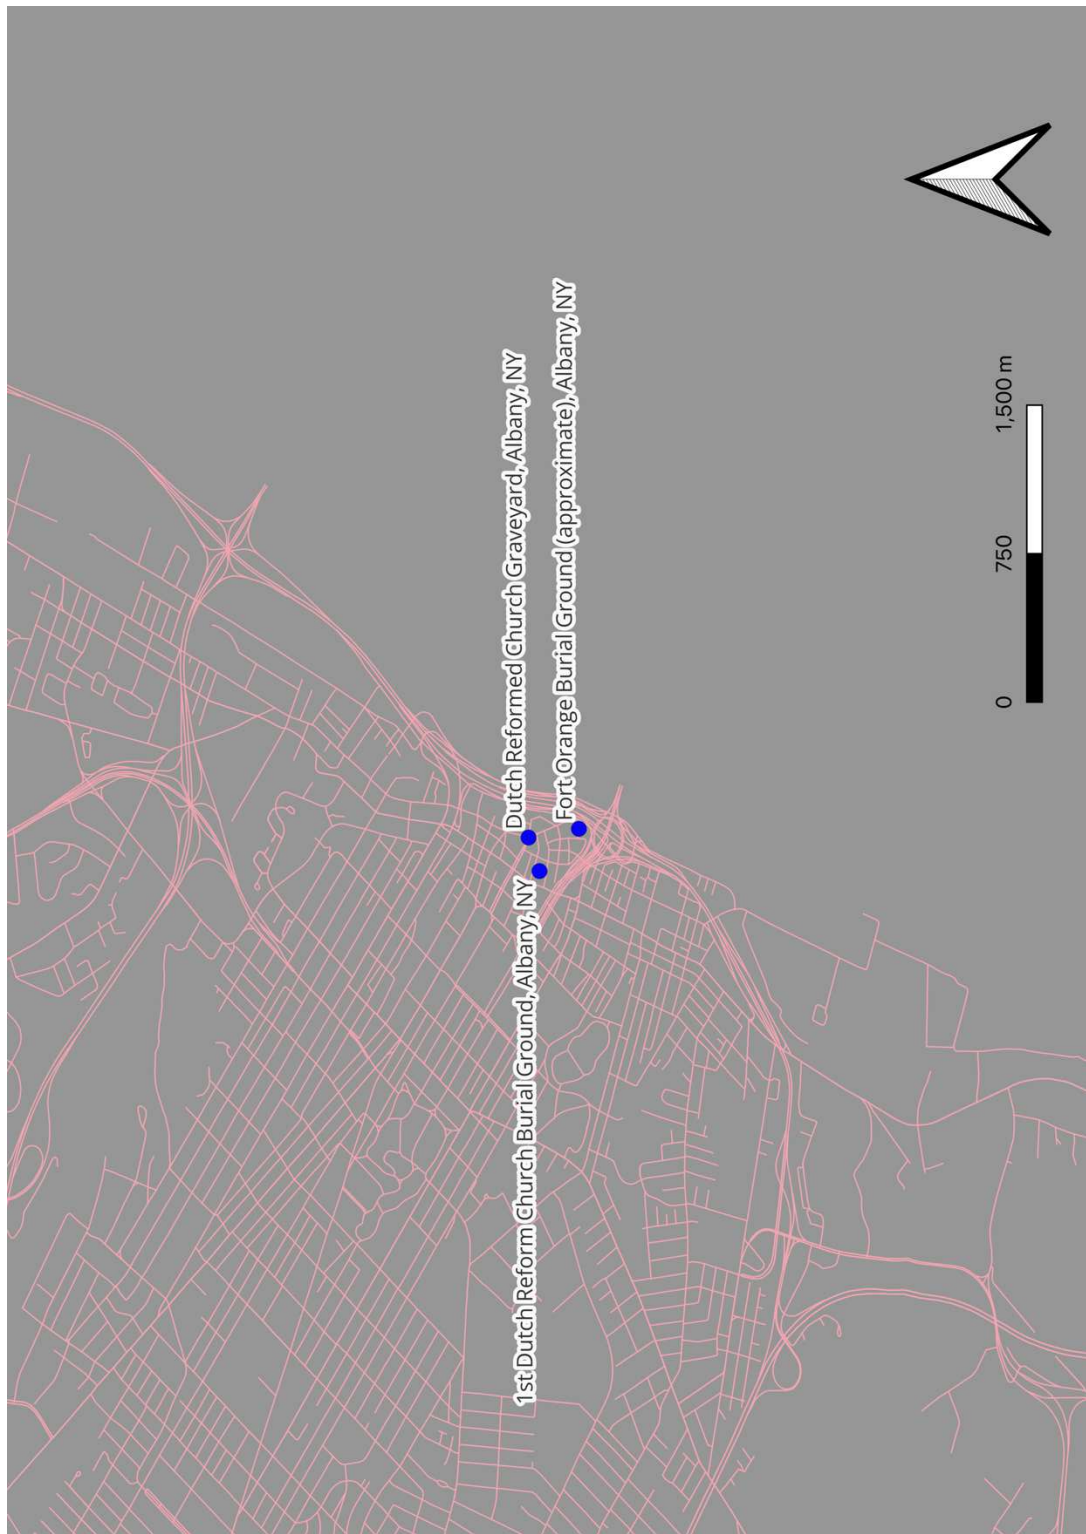 Dutch Reformed Church Graveyard, Albany, NY
1st Dutch Reform Church Burial Ground, Albany, NY
Fort Orange Burial Ground (approximate), Albany, NY
0 750 1,500 m